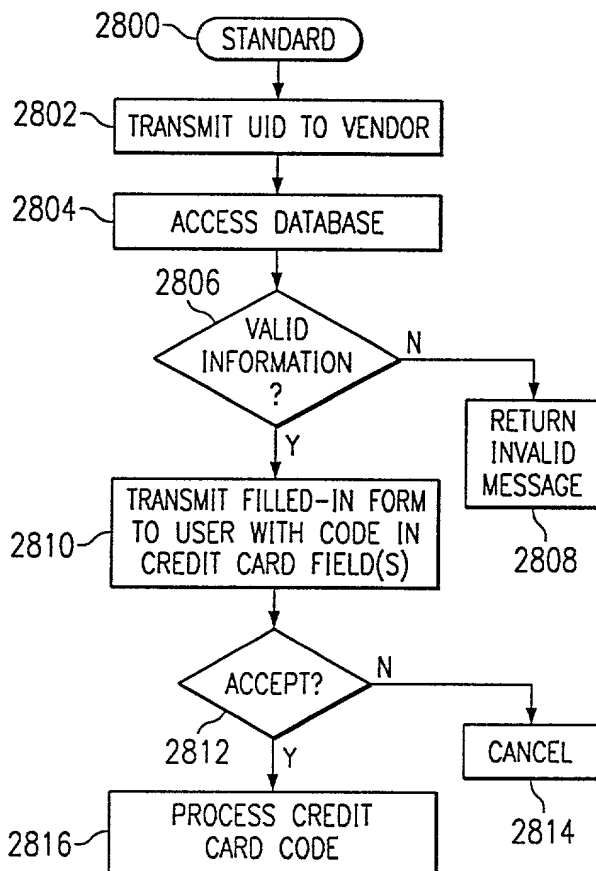 2800
STANDARD
2802
TRANSMIT UID TO VENDOR
2804
ACCESS DATABASE
2806
VALID
INFORMATION
?
N
Y
RETURN
INVALID
MESSAGE
2808
2810
TRANSMIT FILLED-IN FORM
TO USER WITH CODE IN
CREDIT CARD FIELD(S)
ACCEPT?
N
2812
Y
CANCEL
2814
2816
PROCESS CREDIT
CARD CODE